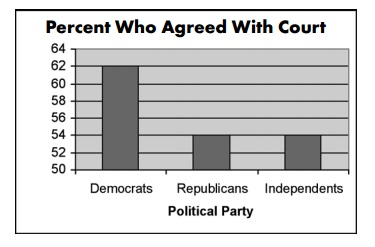 Percent Who Agreed With Court
64
62
60
58
56
54
52
50
Democrats Republicans Independents
Political Party